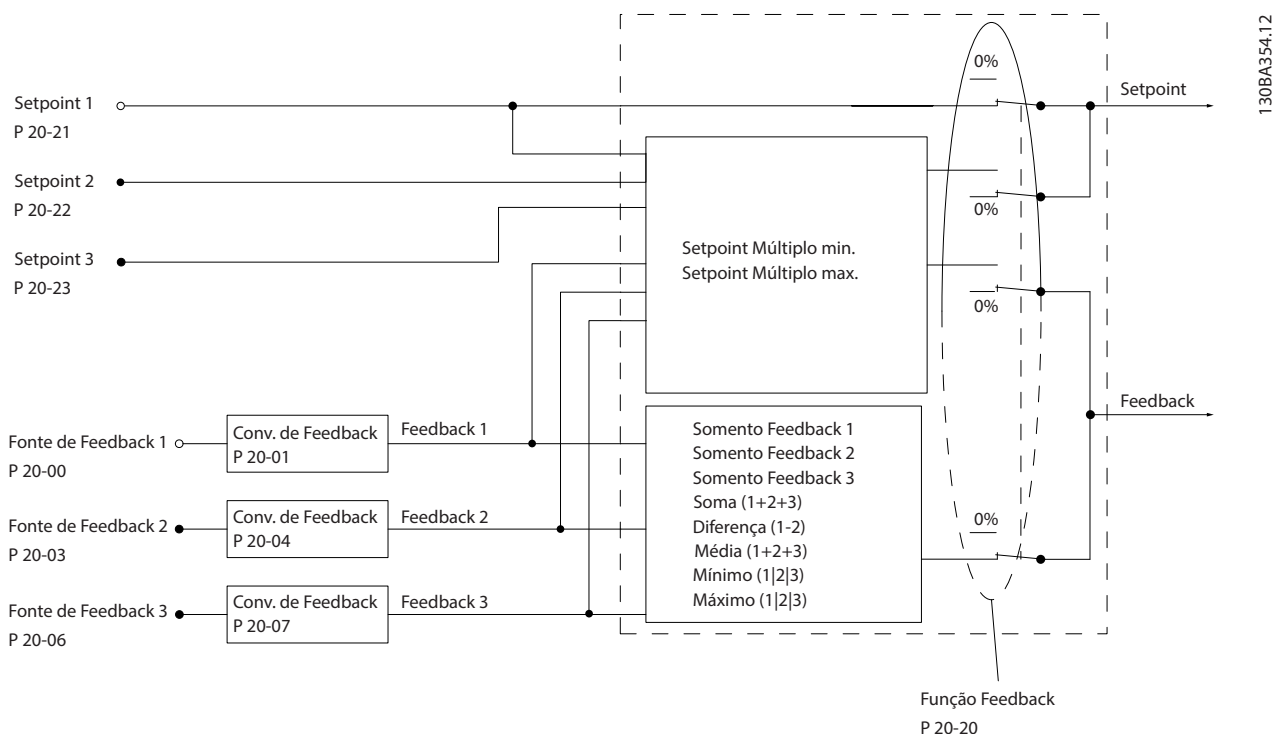 130BA354.12
0%
Setpoint 1
P 20-21
Setpoint
Setpoint 2
P 20-22
0%
Setpoint 3
P 20-23
Setpoint Múltiplo min.
Setpoint Múltiplo max.
0%
Feedback
Fonte de Feedback 1
P 20-00
Conv. de Feedback
P 20-01
Feedback 1
Fonte de Feedback 2
P 20-03
Conv. de Feedback
P 20-04
Feedback 2
Fonte de Feedback 3
P 20-06
Conv. de Feedback
P 20-07
Feedback 3
Somento Feedback 1
Somento Feedback 2
Somento Feedback 3
Soma (1+2+3)
Diferença (1-2)
Média (1+2+3)
Mínimo (1|2|3)
Máximo (1|2|3)
0%
Função Feedback
P 20-20